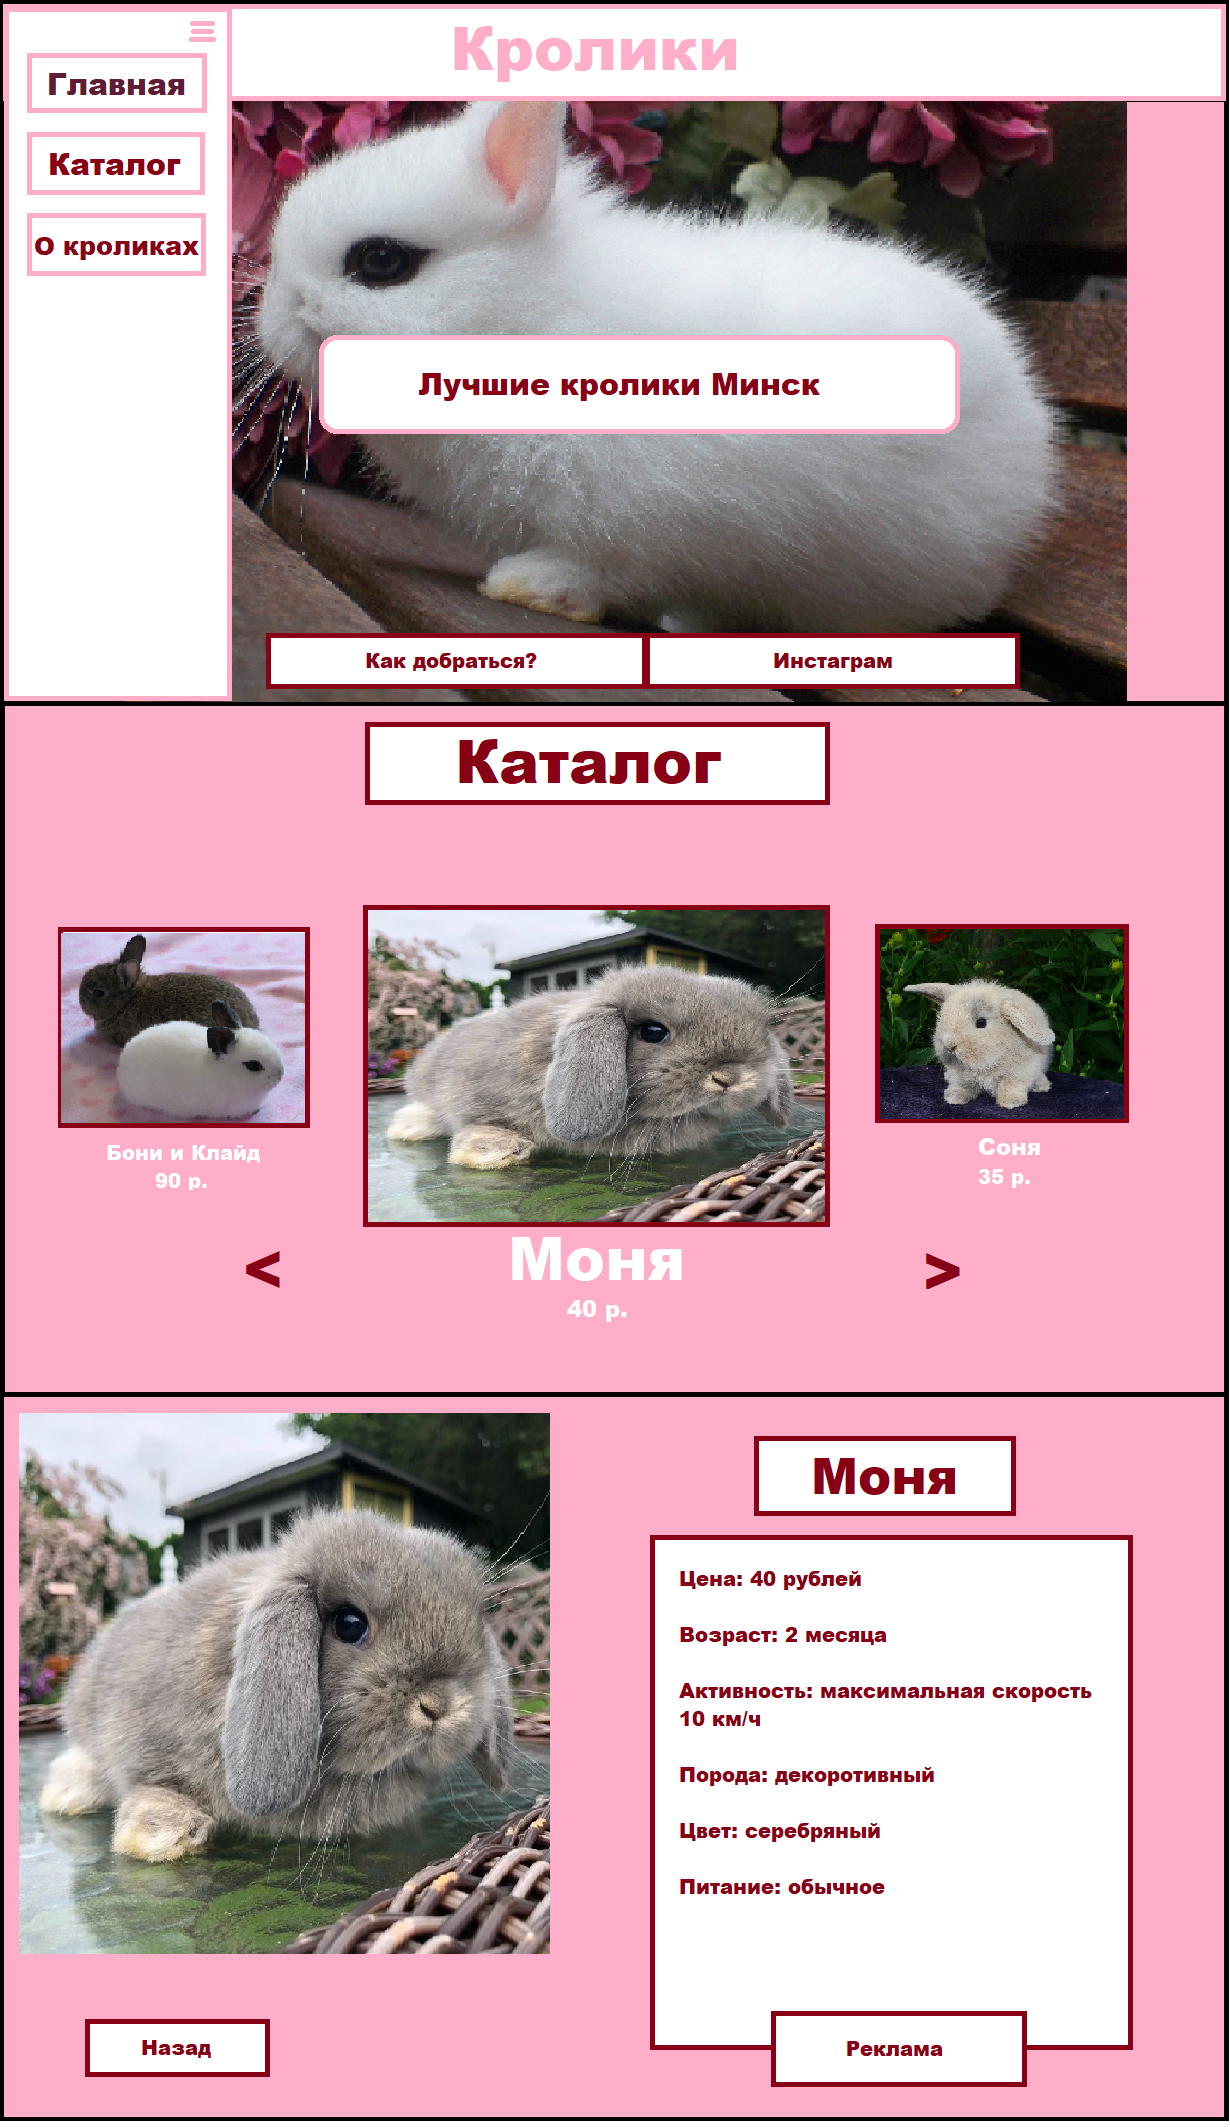 Кролики
Главная
Каталог
О кроликах
Лучшие кролики Минск
Как добраться?
Инстаграм
Каталог
Бони и Клайд
90 р.
Моня
40 р.
Соня
35 р.
<
>
Моня
Цена: 40 рублей
Возраст: 2 месяца
Активность: максимальная скорость
10 км/ч
Порода: декоротивный
Цвет: серебряный
Питание: обычное
Назад
Реклама